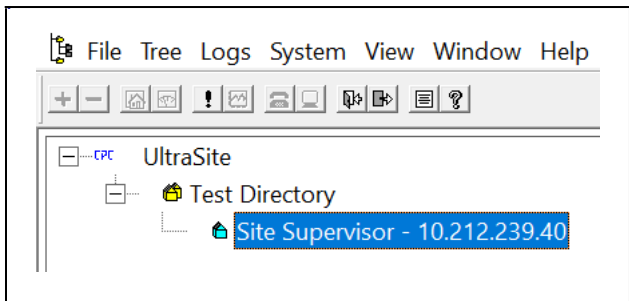 File Tree Logs System View Window Help
CPC UltraSite
Test Directory
Site Supervisor - 10.212.239.40